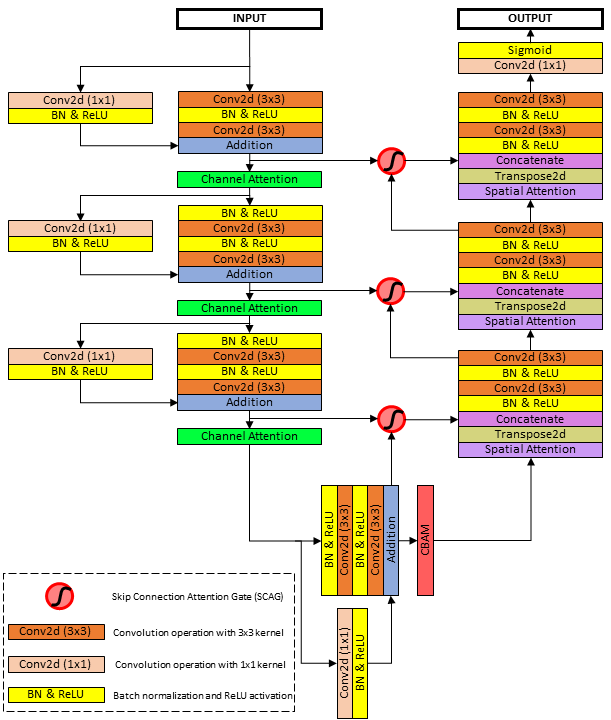 INPUT
OUTPUT
Sigmoid
Conv2d (1x1)
Conv2d (1x1)
BN & ReLU
Conv2d (3x3)
BN & ReLU
Conv2d (3x3)
Addition
Channel Attention
Conv2d (3x3)
BN & ReLU
Conv2d (3x3)
BN & ReLU
Concatenate
Transpose2d
Spatial Attention
Conv2d (1x1)
BN & ReLU
BN & ReLU
Conv2d (3x3)
BN & ReLU
Conv2d (3x3)
Addition
Channel Attention
Conv2d (3x3)
BN & ReLU
Conv2d (3x3)
BN & ReLU
Concatenate
Transpose2d
Spatial Attention
Conv2d (1x1)
BN & ReLU
BN & ReLU
Conv2d (3x3)
BN & ReLU
Conv2d (3x3)
Addition
Channel Attention
Conv2d (3x3)
BN & ReLU
Conv2d (3x3)
BN & ReLU
Concatenate
Transpose2d
Spatial Attention
BN & ReLU
Conv2d (3x3)
BN & ReLU
Conv2d (3x3)
Addition
CBAM
Conv2d (1x1)
BN & ReLU
Skip Connection Attention Gate (SCAG)
Conv2d (3x3)
Convolution operation with 3x3 kernel
Conv2d (1x1)
Convolution operation with 1x1 kernel
BN & ReLU
Batch normalization and ReLU activation